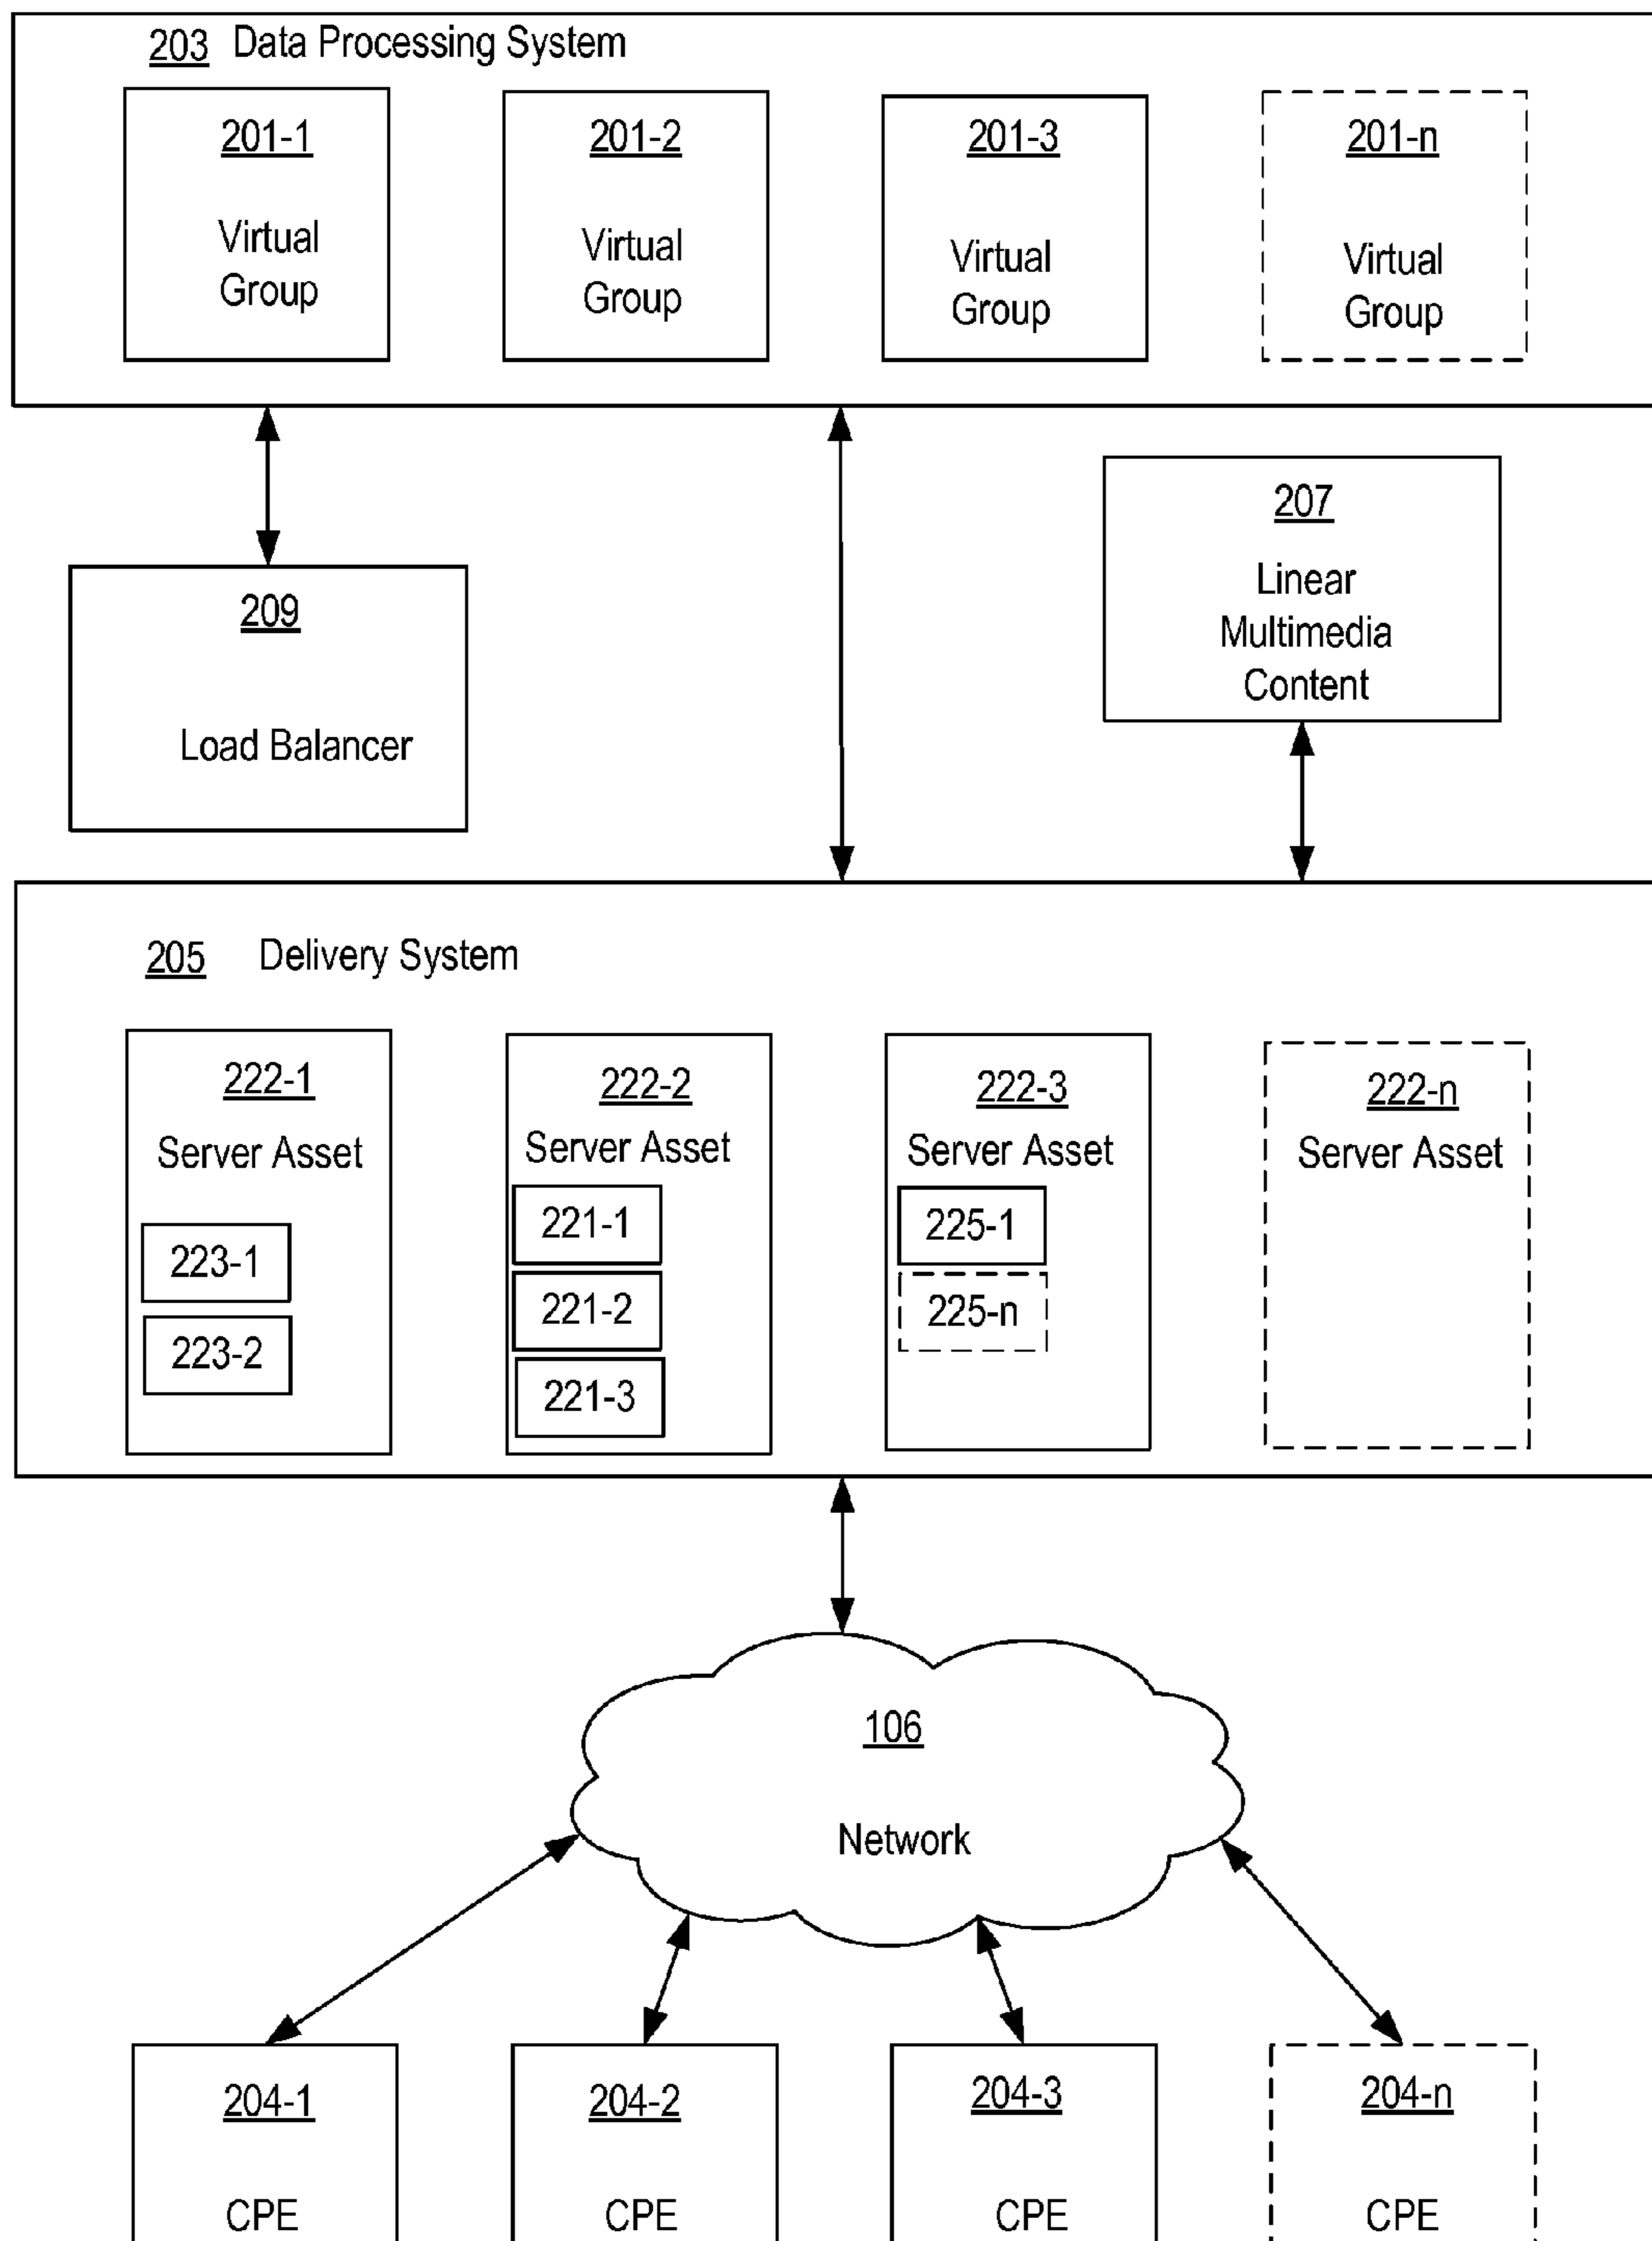 203 Data Processing System
201-1
Virtual
Group
201-2
Virtual
Group
201-3
Virtual
Group
201-n
Virtual
Group
209
Load Balancer
207
Linear
Multimedia
Content
205 Delivery System
222-1
Server Asset
223-1
223-2
222-2
Server Asset
221-1
221-2
221-3
222-3
Server Asset
225-1
225-n
222-n
Server Asset
106
Network
204-1
CPE
204-2
CPE
204-3
CPE
204-n
CPE